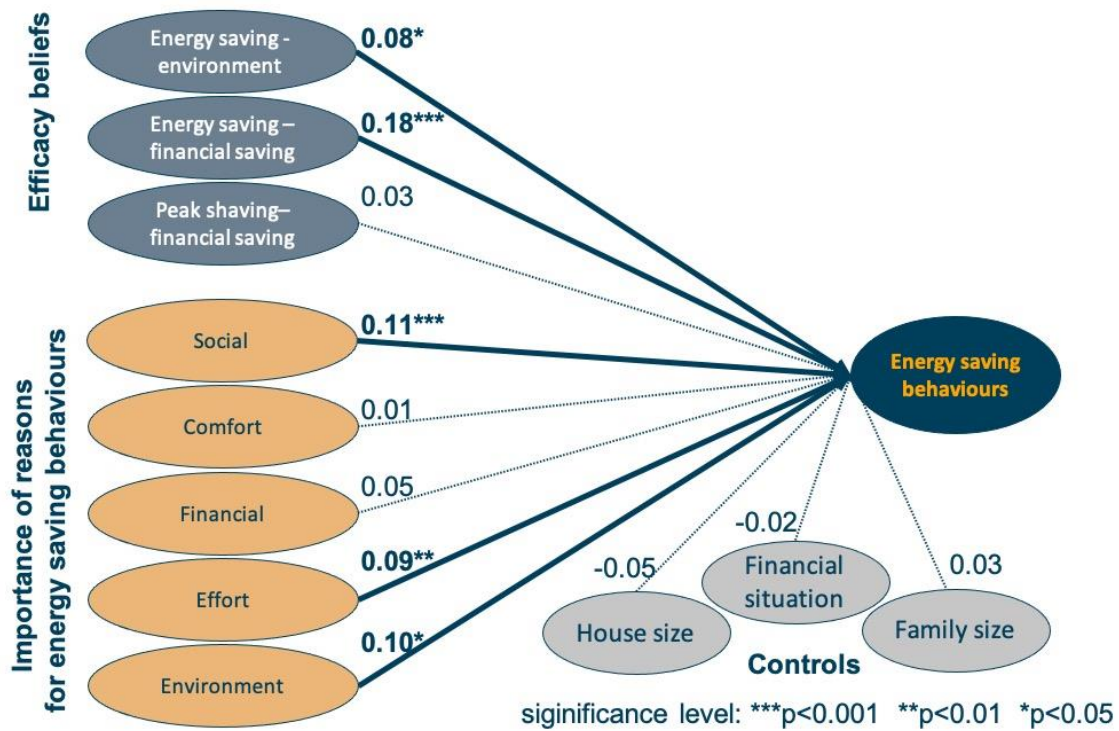 Efficacy beliefs
Energy saving -
environment
0.08*
Energy saving –
financial saving
0.18***
Peak shaving–
financial saving
0.03
Importance of reasons
for energy saving behaviours
Social
0.11***
Comfort
0.01
Financial
0.05
Effort
0.09**
Environment
0.10*
Energy saving
behaviours
-0.05
House size
-0.02
Financial
situation
0.03
Family size
Controls
siginificance level: ***p<0.001 **p<0.01 *p<0.05